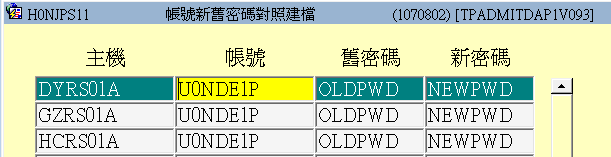 H0NJPS11 帳號新舊密碼對照建檔 (1070802) [TPADMITDAP1V093]
主機 帳號 舊密碼 新密碼
DYRS01A U0NDE1P OLDPWD NEWPWD
GZRS01A U0NDE1P OLDPWD NEWPWD
HCRS01A U0NDE1P OLDPWD NEWPWD